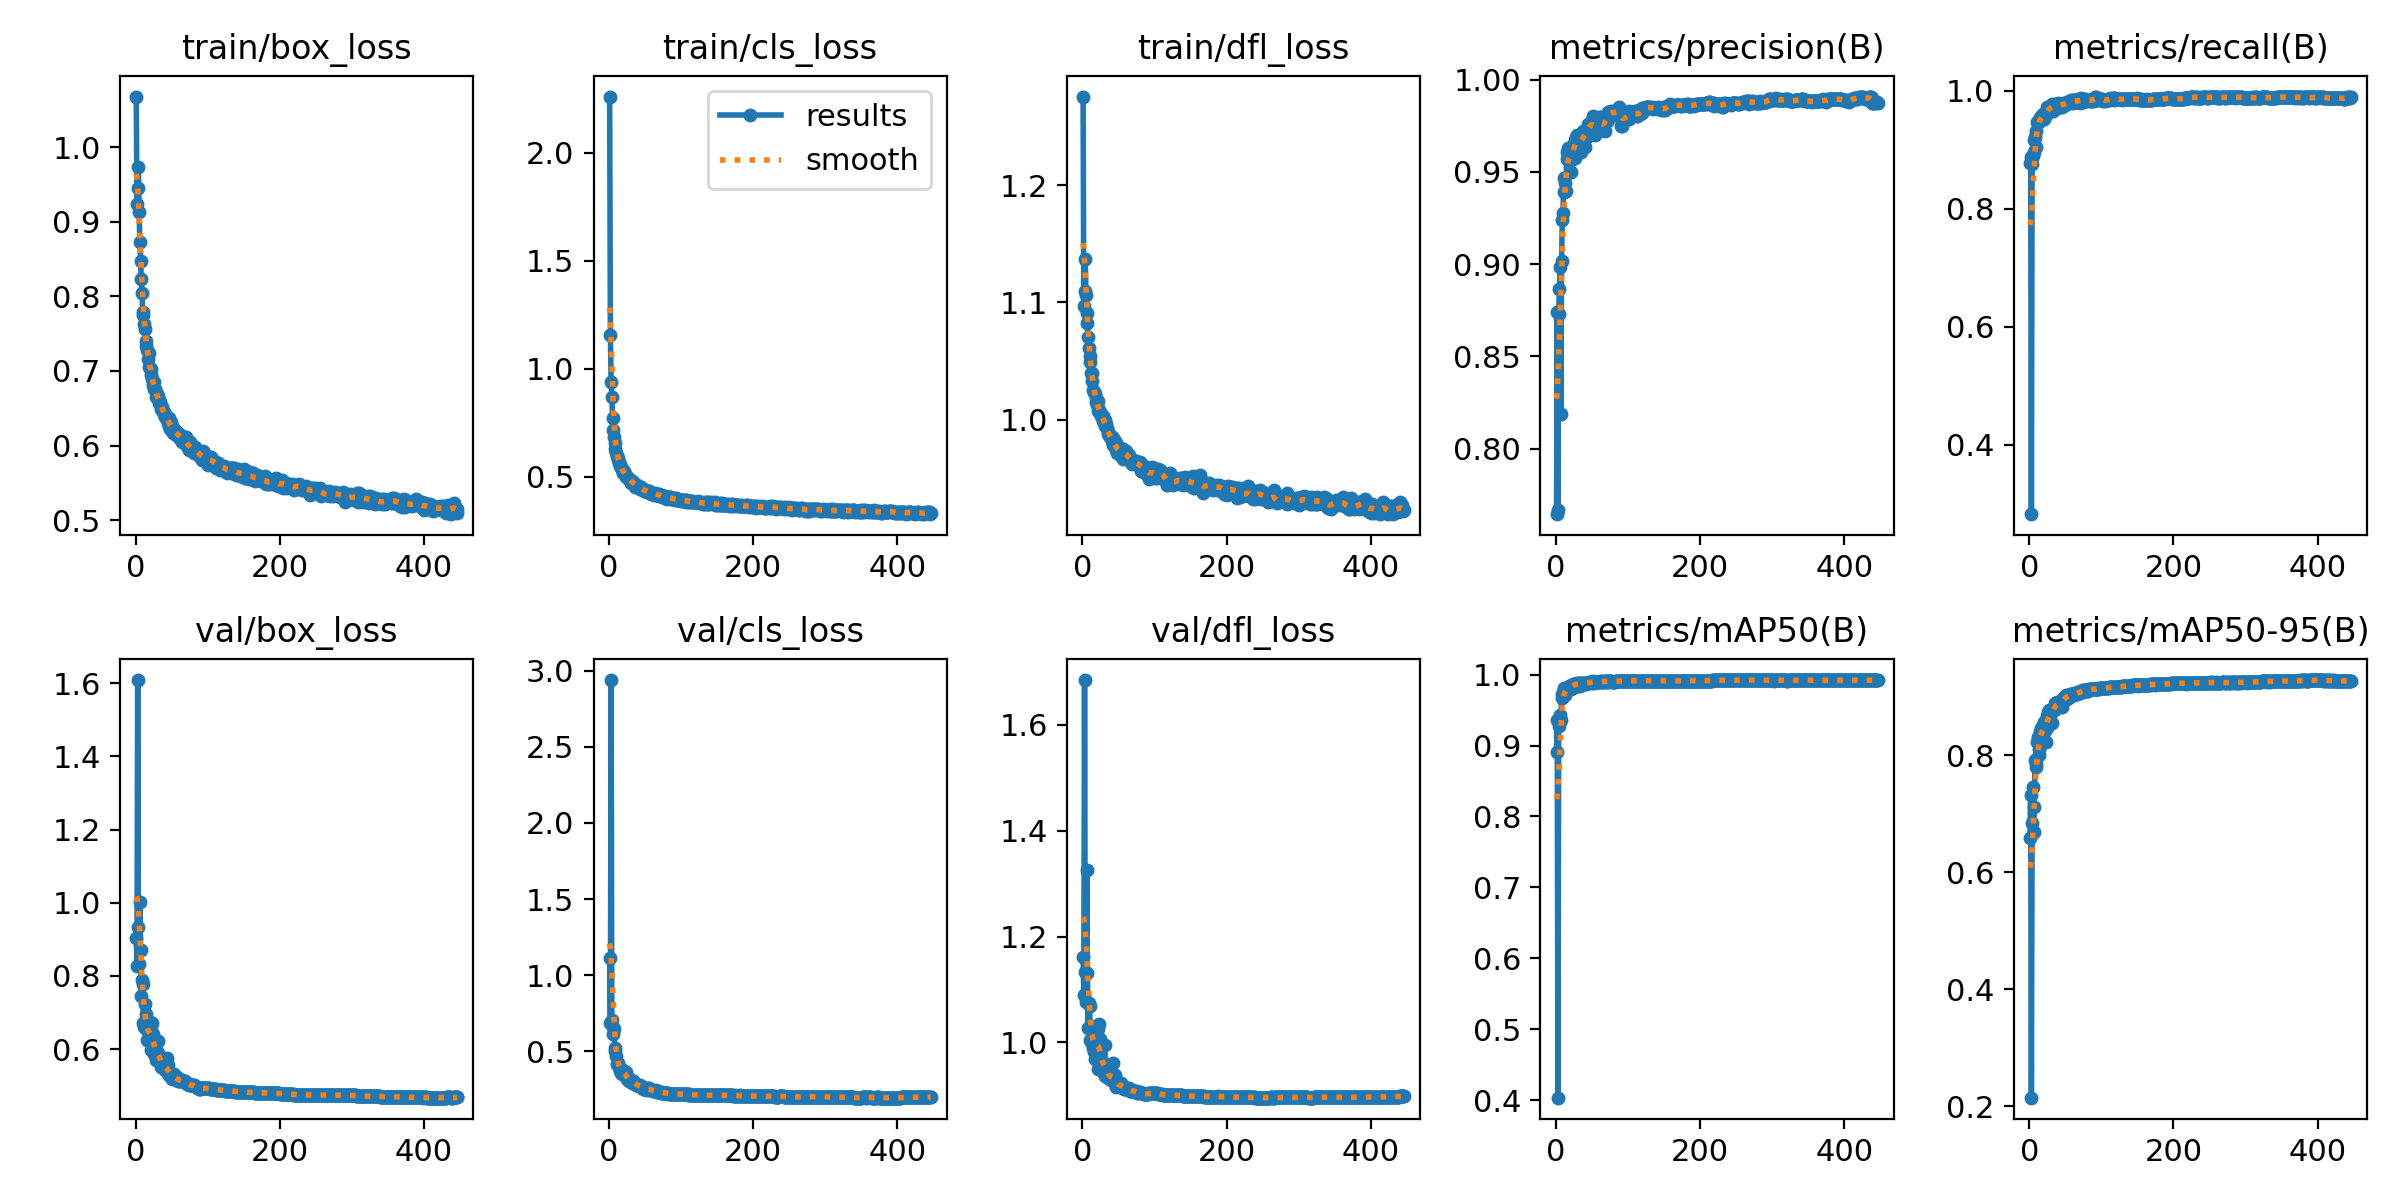 train/box_loss
train/cls_loss
train/dfl_loss
metrics/precision(B)
metrics/recall(B)
1.0
0.9
0.8
0.7
0.6
0.5
0 200 400
2.0
1.5
1.0
0.5
0 200 400
results
smooth
1.2
1.1
1.0
0 200 400
1.00
0.95
0.90
0.85
0.80
0 200 400
1.0
0.8
0.6
0.4
0 200 400
val/box_loss
val/cls_loss
val/dfl_loss
metrics/mAP50(B)
metrics/mAP50-95(B)
1.6
1.4
1.2
1.0
0.8
0.6
0 200 400
3.0
2.5
2.0
1.5
1.0
0.5
0 200 400
1.6
1.4
1.2
1.0
0 200 400
1.0
0.9
0.8
0.7
0.6
0.5
0.4
0 200 400
0.8
0.6
0.4
0.2
0 200 400